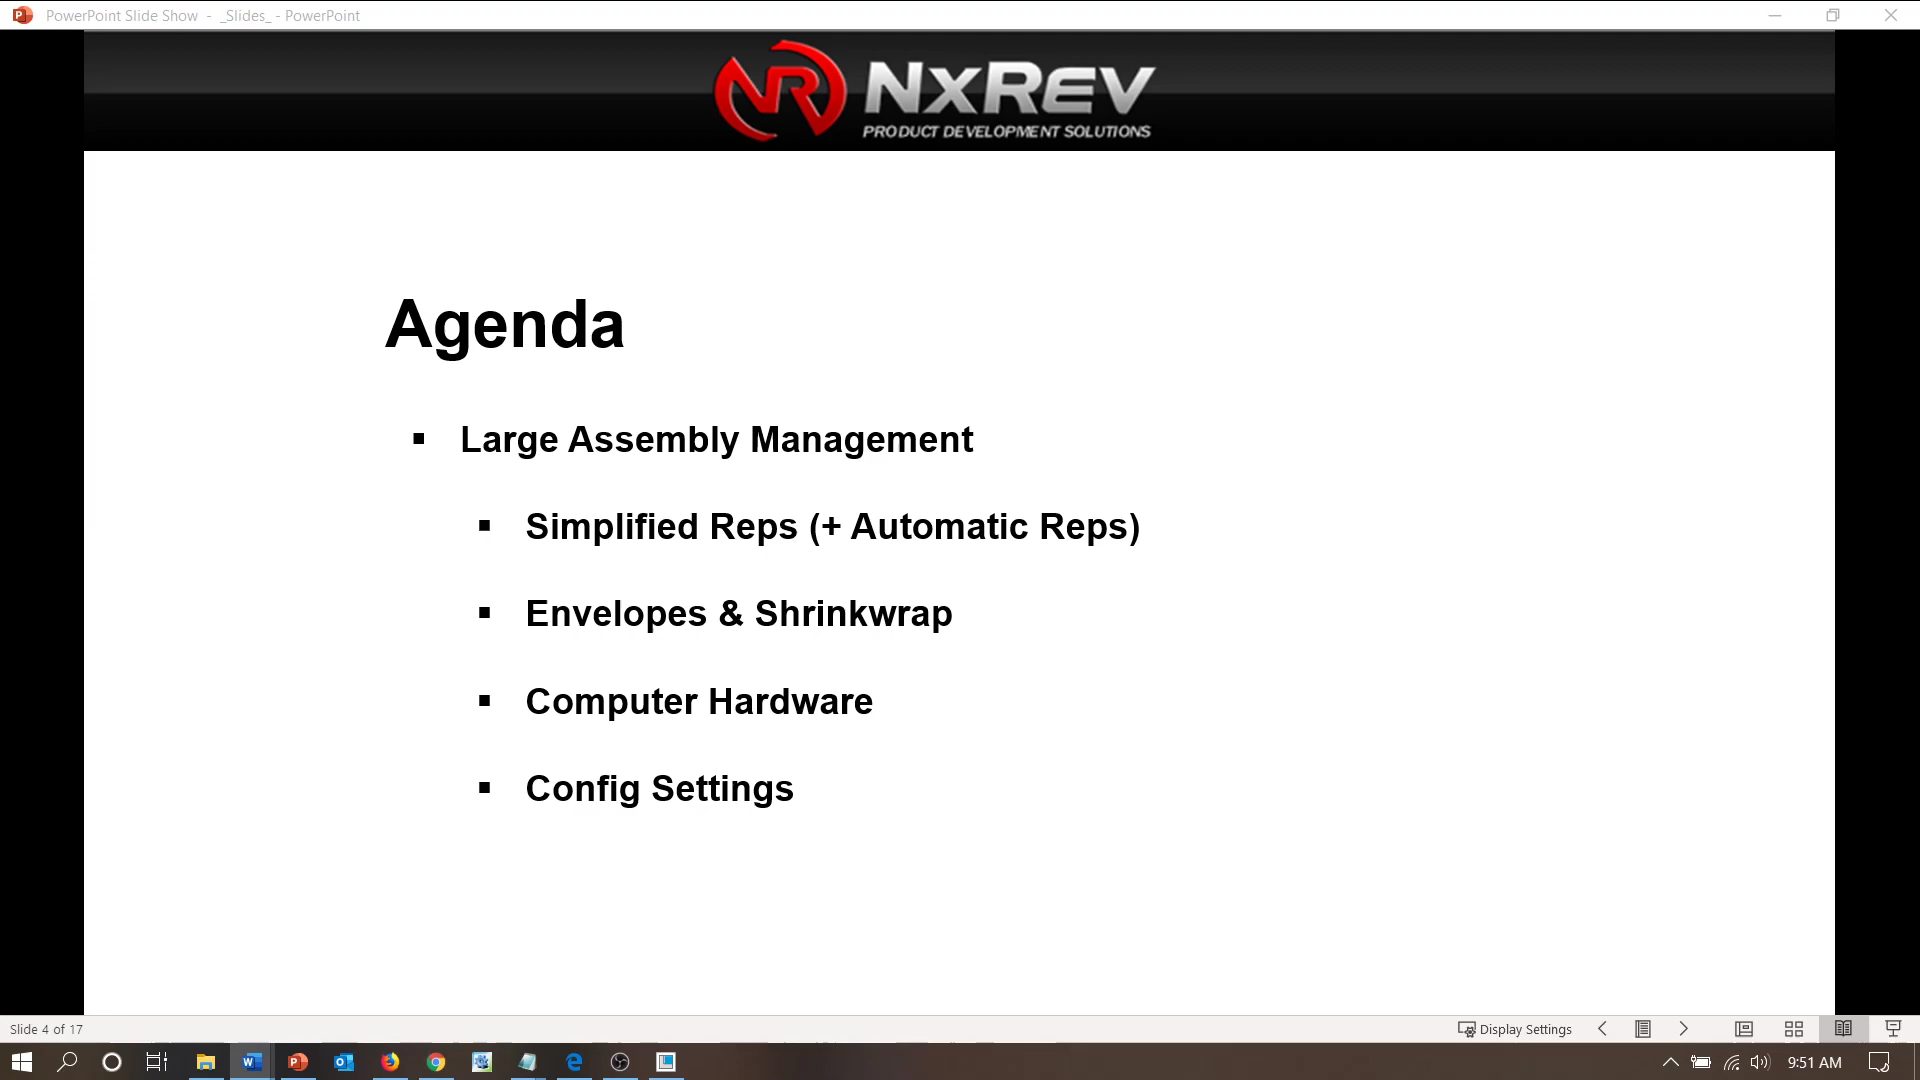 PowerPoint Slide Show - _Slides_ - PowerPoint
NR NxRev
PRODUCT DEVELOPMENT SOLUTIONS
Agenda
▪ Large Assembly Management
▪ Simplified Reps (+ Automatic Reps)
▪ Envelopes & Shrinkwrap
▪ Computer Hardware
▪ Config Settings
Slide 4 of 17
Display Settings
9:51 AM